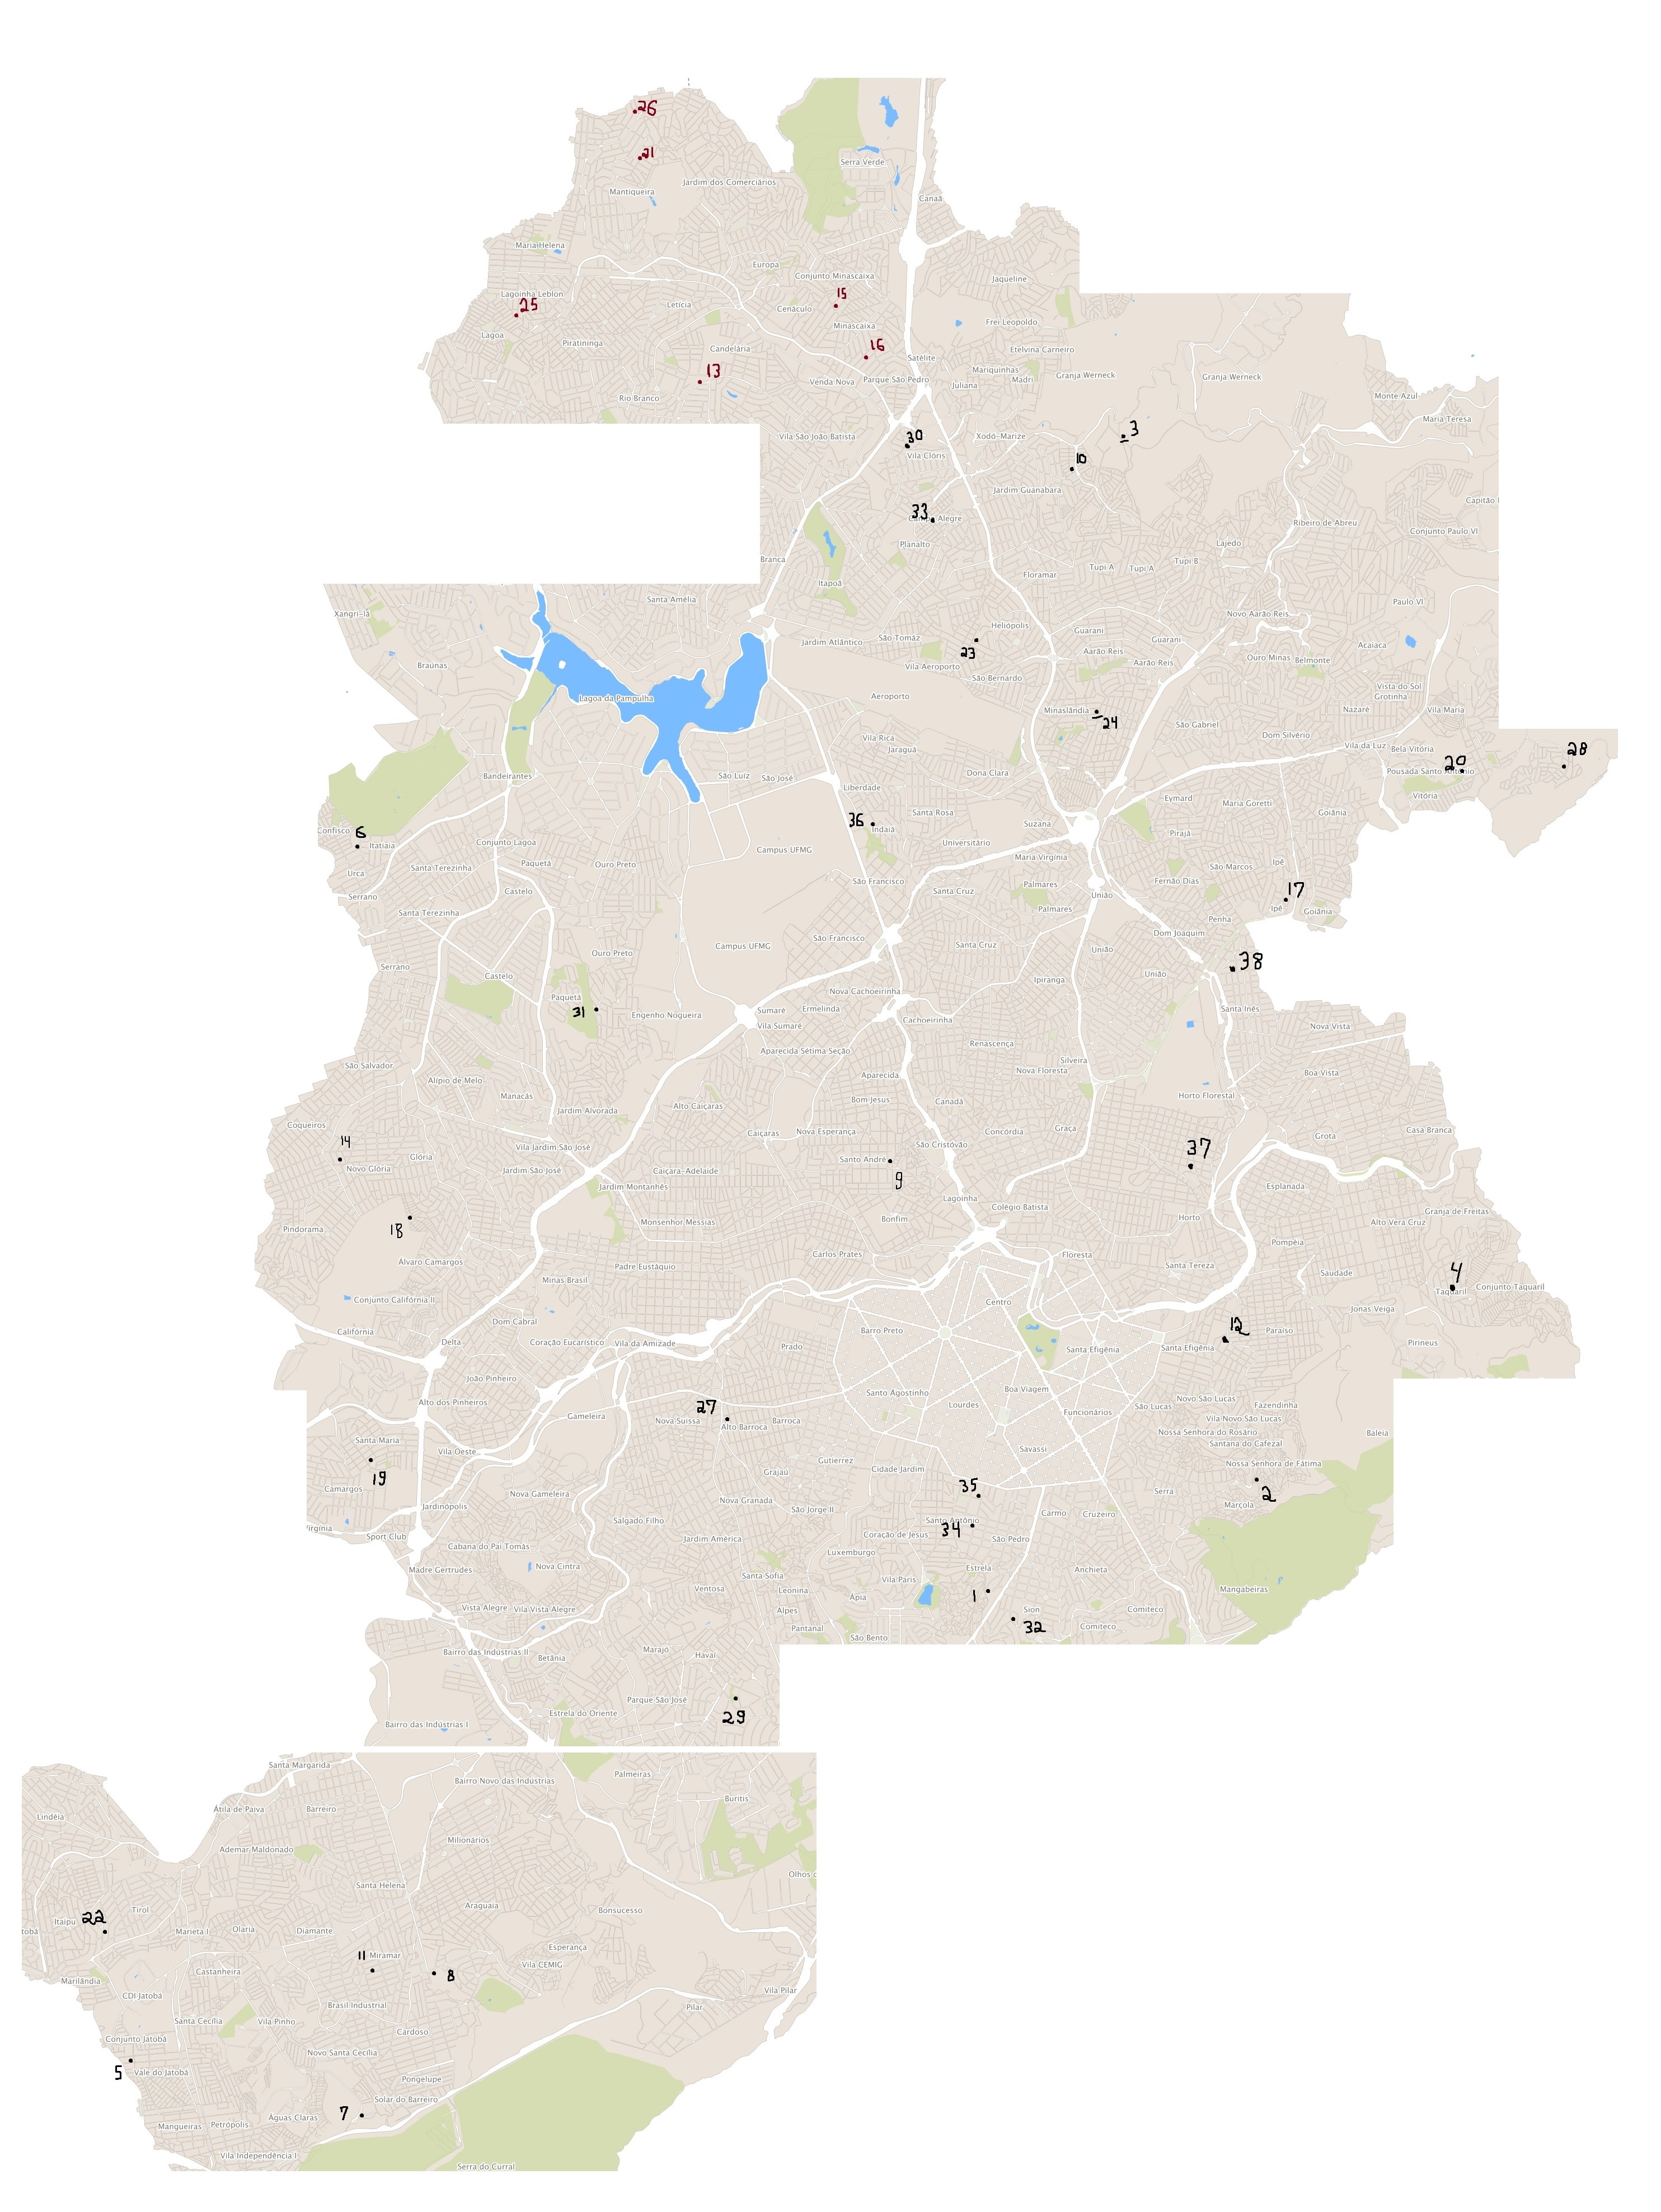 26
21
Serra Verde
Mantiqueira
Jardim dos Comerciários
Canaã
Maria Helena
Europa
Conjunto Minascaixa
Jaqueline
Lagoinha Leblon
25
Letícia
15
Cenáculo
Minascaixa
Frei Leopoldo
Lagoa
Piratininga
Candelária
16
Satélite
Etelvina Carneiro
13
Venda Nova
Parque São Pedro
Mariquinhas
Juliana
Madri
Granja Werneck
Granja Werneck
Rio Branco
Monte Azul
Maria Teresa
Vila São João Batista
30
Xodó-Marize
3
Vila Clóris
10
Jardim Guanabara
Capitão
33
Alegre
Ribeiro de Abreu
Conjunto Paulo VI
Planalto
Lajedo
Branca
Tupi A
Tupi A
Tupi B
Itapoã
Floramar
Santa Amélia
Paulo VI
Xangri-lá
Novo Aarão Reis
Jardim Atlântico
São Tomáz
Heliópolis
Guarani
Guarani
Acaiaca
23
Aarão Reis
Aarão Reis
Ouro Minas
Belmonte
Braúnas
Vila Aeroporto
São Bernardo
Lagoa da Pampulha
Aeroporto
Vista do Sol
Grotinha
Minaslândia
24
São Gabriel
Nazaré
Vila Maria
Vila Rica
Jaraguá
Dom Silvério
Vila da Luz
Bela Vitória
28
Bandeirantes
São Luíz
São José
Dona Clara
20
Pousada Santo Antônio
Liberdade
Vitória
Eymard
Maria Goretti
36
Indaiá
Santa Rosa
Suzana
Goiânia
Confisco
6
Itatiaia
Conjunto Lagoa
Campus UFMG
Universitário
Pirajá
Santa Terezinha
Paquetá
Ouro Preto
Maria Virgínia
São Marcos
Ipê
Urca
Serrano
Castelo
São Francisco
Santa Cruz
Palmares
União
Fernão Dias
17
Santa Terezinha
Palmares
Ipê
Goiânia
Penha
São Francisco
Campus UFMG
Santa Cruz
União
Dom Joaquim
Serrano
Ouro Preto
38
Castelo
Ipiranga
União
Paquetá
Nova Cachoeirinha
31
Engenho Nogueira
Sumaré
Ermelinda
Santa Inês
Vila Sumaré
Cachoeirinha
Nova Vista
Aparecida Sétima Seção
Renascença
São Salvador
Silveira
Nova Floresta
Boa Vista
Alípio de Melo
Aparecida
Manacás
Bom Jesus
Canadá
Horto Florestal
Jardim Alvorada
Alto Caiçaras
Coqueiros
Caiçaras
Nova Esperança
Concórdia
Graça
Casa Branca
14
Vila Jardim São José
São Cristóvão
Grota
Glória
Santo André
37
Novo Glória
Jardim São José
Caiçara-Adelaide
9
Jardim Montanhês
Esplanada
Lagoinha
Colégio Batista
Granja de Freitas
Pindorama
18
Monsenhor Messias
Bonfim
Horto
Alto Vera Cruz
Carlos Prates
Floresta
Pompéia
Álvaro Camargos
Padre Eustáquio
Santa Tereza
Saudade
4
Minas Brasil
Taquaril
Conjunto Taquaril
Conjunto Califórnia II
Centro
Jonas Veiga
Dom Cabral
12
Califórnia
Barro Preto
Paraíso
Delta
Coração Eucarístico
Vila da Amizade
Prado
Santa Efigênia
Santa Efigênia
Pirineus
João Pinheiro
Boa Viagem
Santo Agostinho
Alto dos Pinheiros
Lourdes
Novo São Lucas
São Lucas
Fazendinha
27
Gameleira
Nova Suíssa
Alto Barroca
Barroca
Funcionários
Vila Novo São Lucas
Nossa Senhora do Rosário
Baleia
Santa Maria
Vila Oeste
Savassi
Santana do Cafezal
19
Gutierrez
Cidade Jardim
Nossa Senhora de Fátima
Camargos
Grajaú
35
Serra
2
Nova Gameleira
Nova Granada
São Jorge II
Marçola
Jardinópolis
Salgado Filho
Santo Antônio
Carmo
Cruzeiro
Virgínia
Sport Club
Jardim América
Coração de Jesus
34
São Pedro
Cabana do Pai Tomás
Luxemburgo
Madre Gertrudes
Nova Cintra
Santa Sofia
Vila Paris
Estrela
Anchieta
Ventosa
Leonina
Ápia
1
Mangabeiras
Vista Alegre
Vila Vista Alegre
Alpes
Sion
Comiteco
Pantanal
São Bento
32
Comiteco
Bairro das Indústrias II
Marajó
Betânia
Havaí
Parque São José
Bairro das Indústrias I
Estrela do Oriente
29
Santa Margarida
Bairro Novo das Indústrias
Palmeiras
Buritis
Lindéia
Átila de Paiva
Barreiro
Ademar Maldonado
Milionários
Olhos
Santa Helena
Araguaia
Bonsucesso
22
Itaipu
Tirol
tobá
Marieta I
Olaria
Diamante
Esperança
11
Miramar
Vila CEMIG
8
Marilândia
Castanheira
Vila Pilar
CDI Jatobá
Brasil Industrial
Pilar
Santa Cecília
Vila Pinho
Cardoso
Conjunto Jatobá
Novo Santa Cecília
5
Vale do Jatobá
Pongelupe
Solar do Barreiro
7
Águas Claras
Mangueiras
Petrópolis
Vila Independência I
Serra do Curral